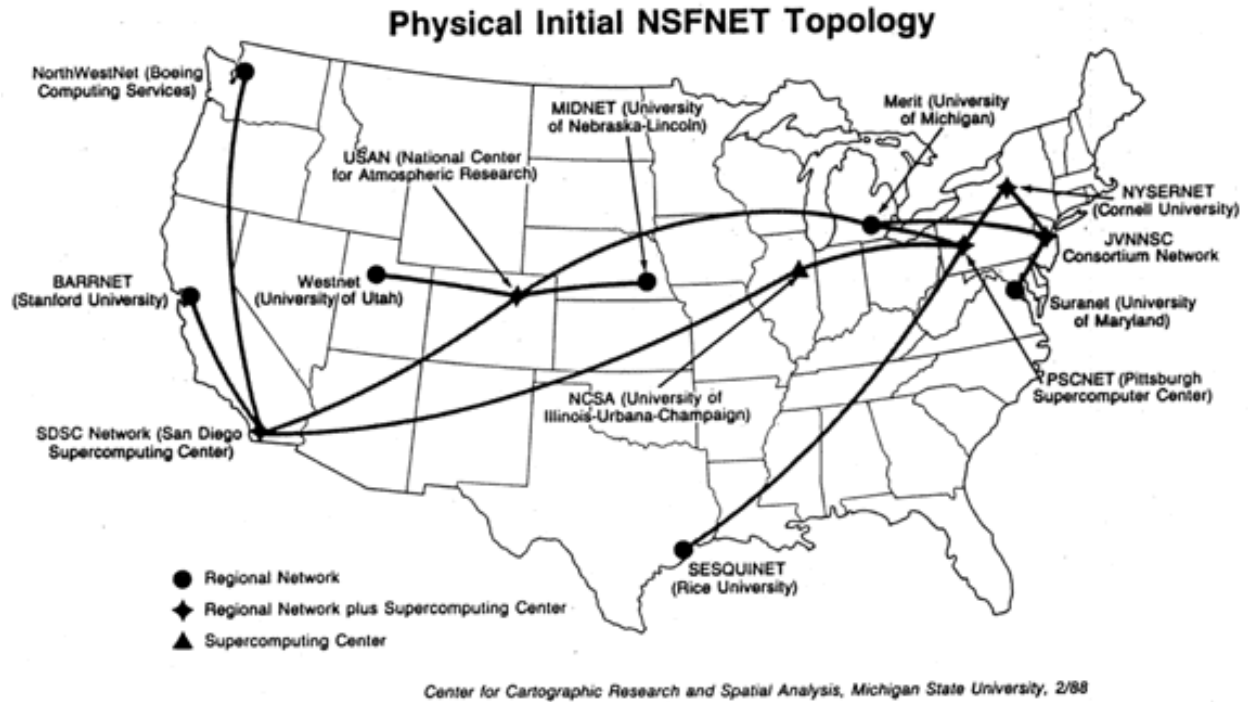 Physical Initial NSFNET Topology
NorthWestNet (Boeing
Computing Services)
MIDNET (University
of Nebraska-Lincoln)
Merit (University
of Michigan)
USAN (National Center
for Atmospheric Research)
NYSERNET
(Cornell University)
JVNNSC
Consortium Network
BARRNET
(Stanford University)
Westnet
(University of Utah)
Suranet (University
of Maryland)
PSCNET (Pittsburgh
Supercomputer Center)
NCSA (University of
Illinois-Urbana-Champaign)
SDSC Network (San Diego
Supercomputing Center)
SESQUINET
(Rice University)
Regional Network
Regional Network plus Supercomputing Center
Supercomputing Center
Center for Cartographic Research and Spatial Analysis, Michigan State University, 2/88